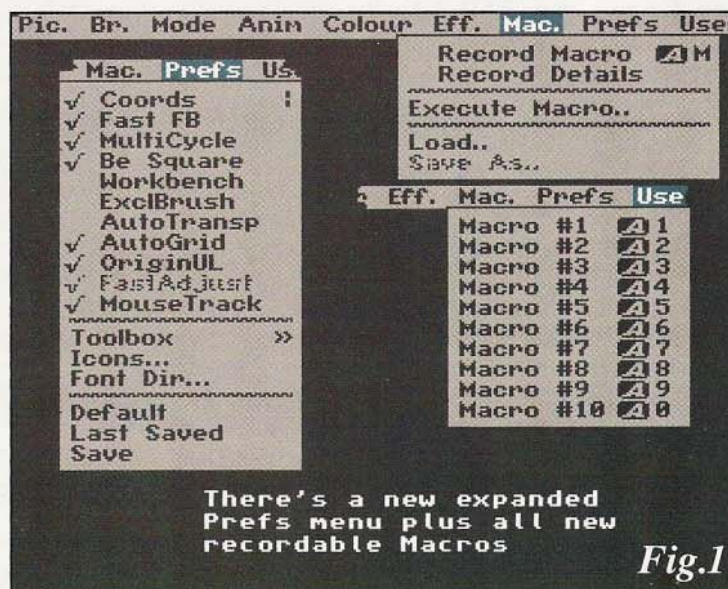 Pic. Br. Mode Anim Colour Eff. Mac. Prefs Use
Record Macro A M
Record Details
Execute Macro..
Load..
Save As..
Mac. Prefs Us
✓ Coords
✓ Fast FB
✓ MultiCycle
✓ Be Square
Workbench
ExclBrush
AutoTransp
✓ AutoGrid
✓ OriginUL
✓ FastAdjust
✓ MouseTrack
Toolbox »
Icons...
Font Dir...
Default
Last Saved
Save
Eff. Mac. Prefs Use
Macro #1 A 1
Macro #2 A 2
Macro #3 A 3
Macro #4 A 4
Macro #5 A 5
Macro #6 A 6
Macro #7 A 7
Macro #8 A 8
Macro #9 A 9
Macro #10 A 0
There's a new expanded
Prefs menu plus all new
recordable Macros
Fig.1